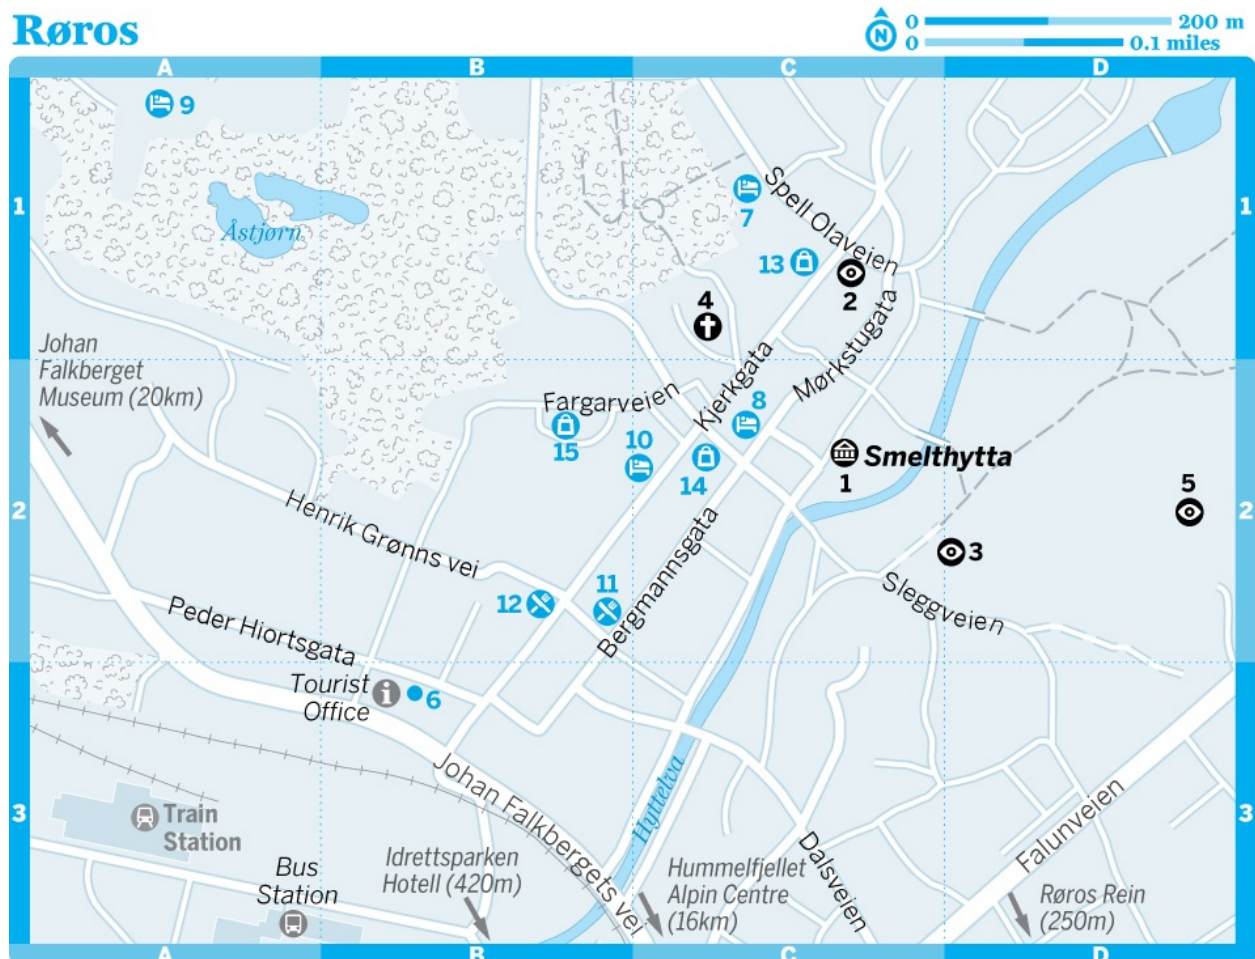 Røros
0 200 m
N
0 0.1 miles
A B C D
9
1
1
7
Spell Olaveien
Åstjørn
13
2
4
Mørkstugata
Johan
Falkberget
Museum (20km)
Kjerkgata
Fargarveien
8
10
15
14
Smelthytta
1
5
2
2
Henrik Grønns vei
3
Bergmannsgata
11
12
Sleggveien
Peder Hiortsgata
Tourist
Office
i
6
Johan Falkbergets vei
Hyttelva
3
3
Train
Station
Falunveien
Dalsveien
Bus
Station
Idrettsparken
Hotell (420m)
Hummelfjellet
Alpin Centre
(16km)
Røros Rein
(250m)
A B C D